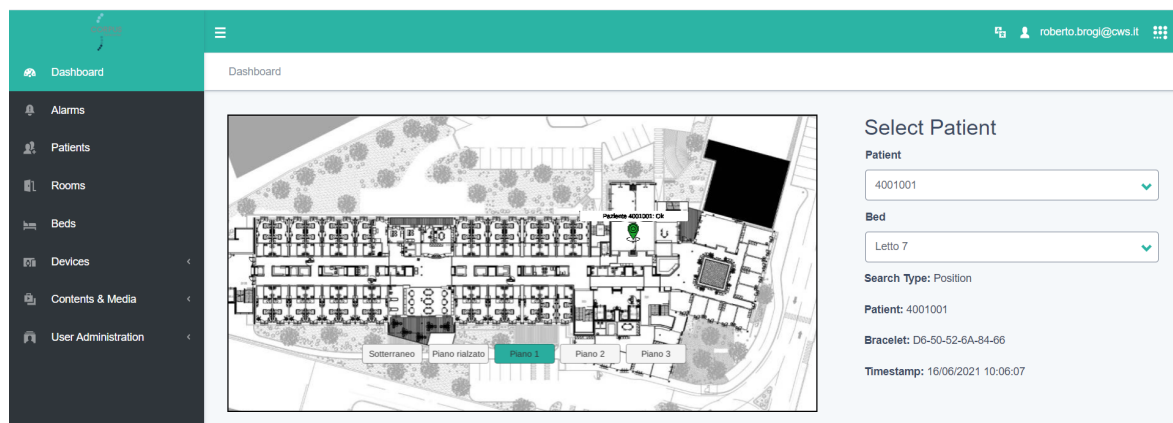 roberto.brogi@cws.it
Dashboard
Alarms
Patients
Rooms
Beds
Devices
Contents & Media
User Administration
Dashboard
Paziente 4001001: Ok
Sotterraneo
Piano rialzato
Piano 1
Piano 2
Piano 3
Select Patient
Patient
4001001
Bed
Letto 7
Search Type: Position
Patient: 4001001
Bracelet: D6-50-52-6A-84-66
Timestamp: 16/06/2021 10:06:07